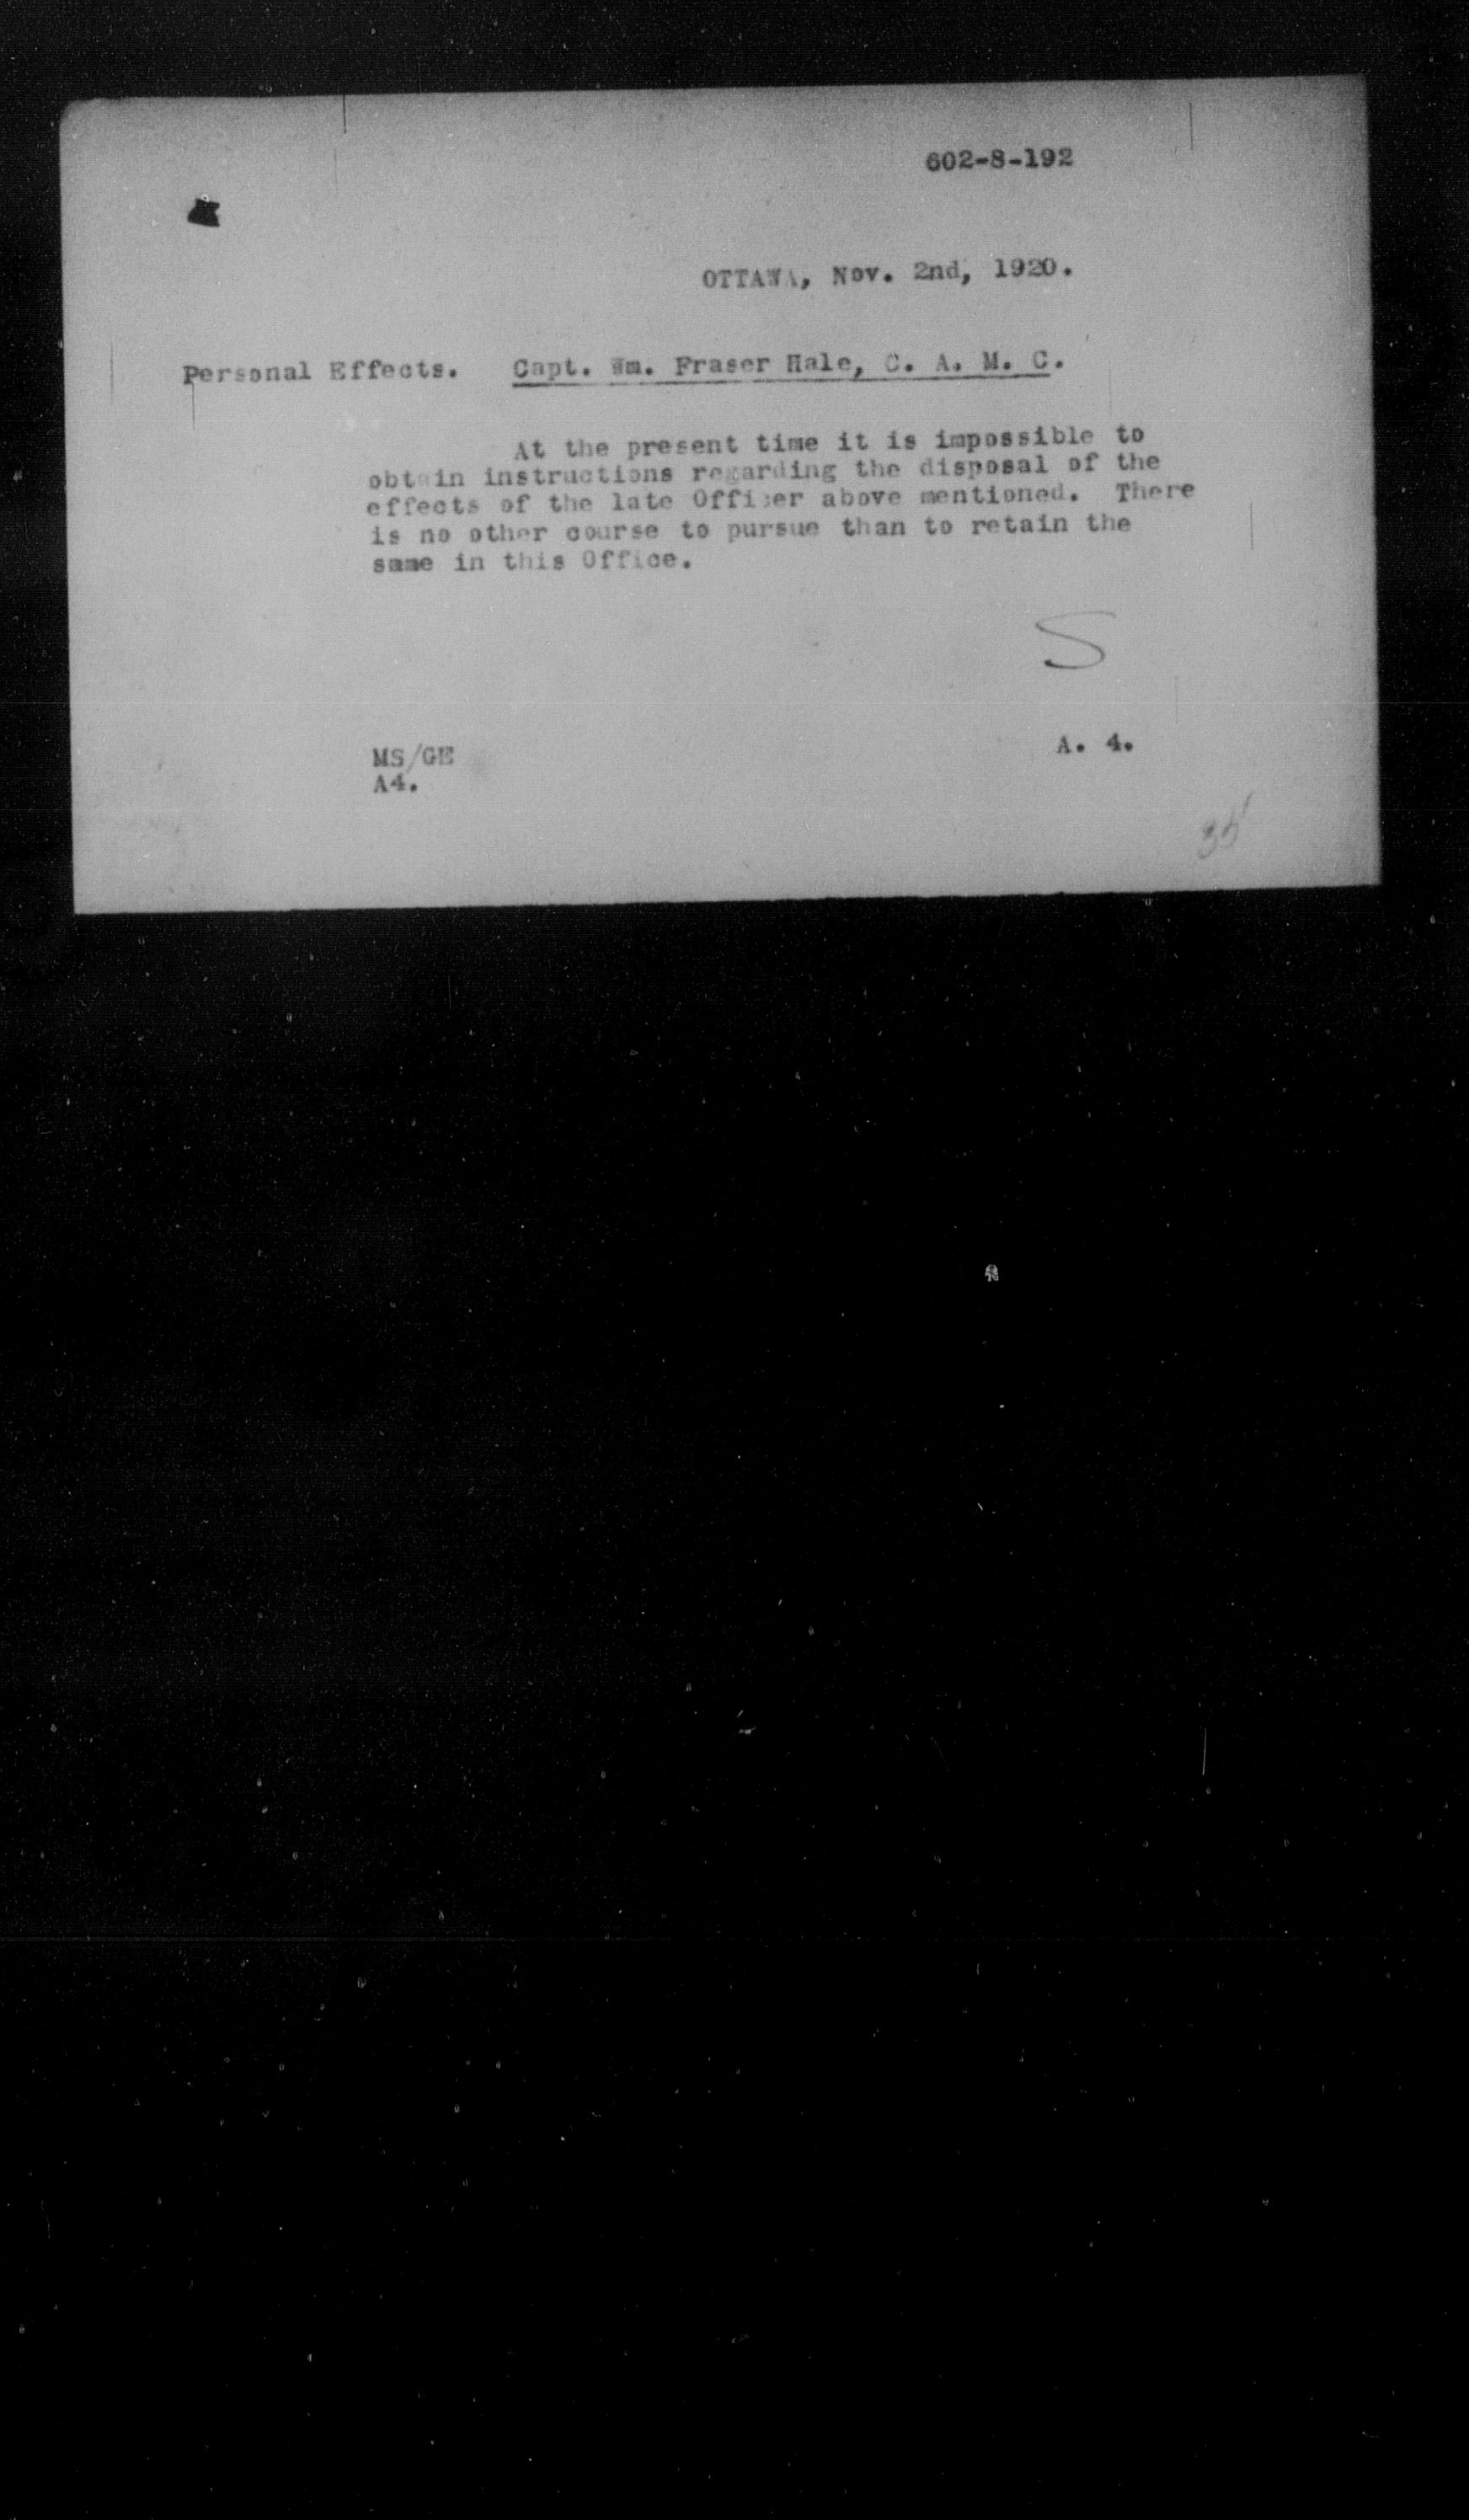 602-8-192
OTTAWA, Nov. 2nd, 1920.
Personal Effects. Capt. Wm. Fraser Hale, C. A. M. C.
At the present time it is impossible to
obtain instructions regarding the disposal of the
effects of the late Officer above mentioned. There
is no other course to pursue than to retain the
same in this Office.
S
A. 4.
MS/GE
A4.